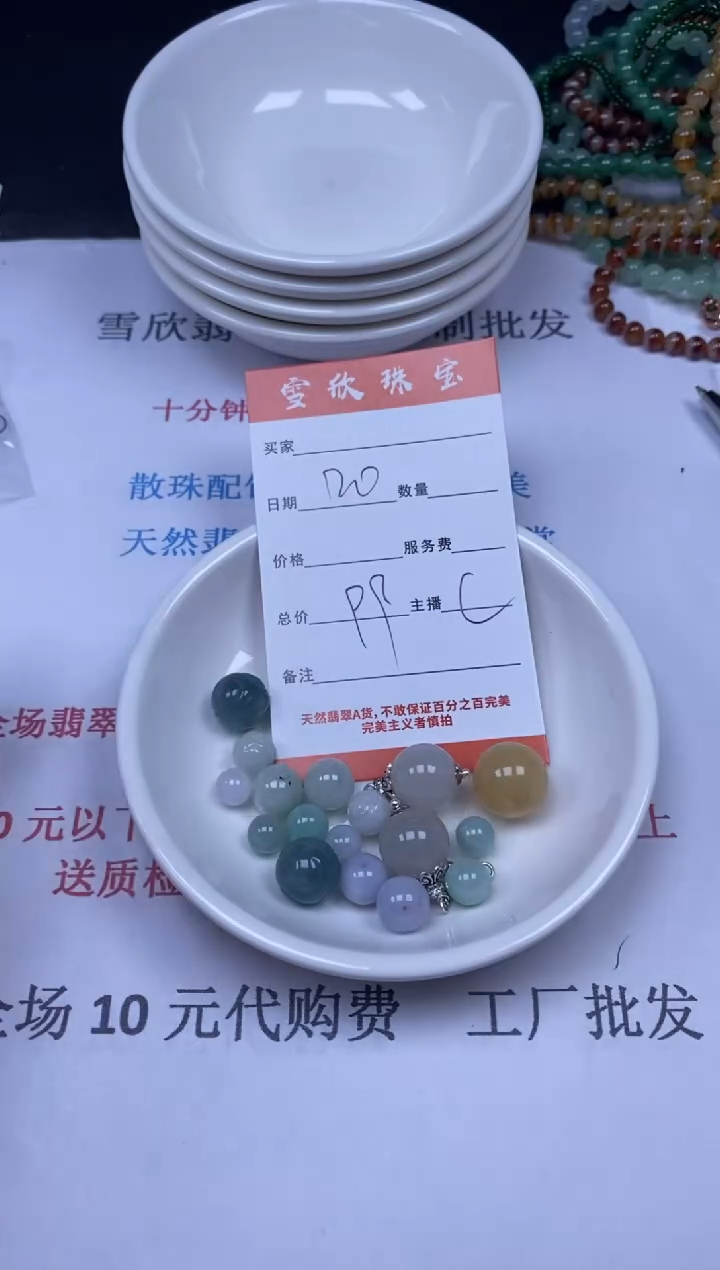 雪欣翡 制批发
十分钟
散珠配 美
天然翡
雪欣珠宝
买家
日期 数量
价格 服务费
总价 主播
备注
天然翡翠A货,不敢保证百分之百完美
完美主义者慎拍
全场翡翠
0元以下 上
送质检
全场10元代购费 工厂批发